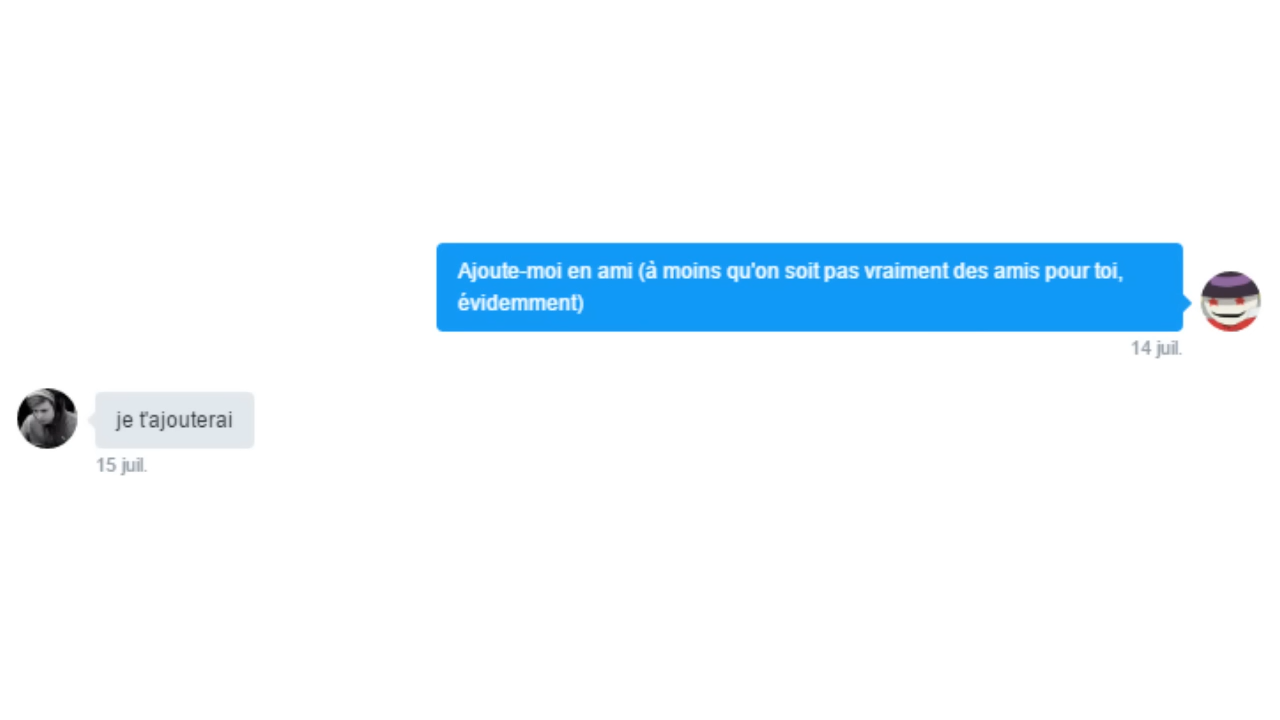 Ajoute-moi en ami (à moins qu'on soit pas vraiment des amis pour toi,
évidemment)
14 juil.
je t'ajouterai
15 juil.